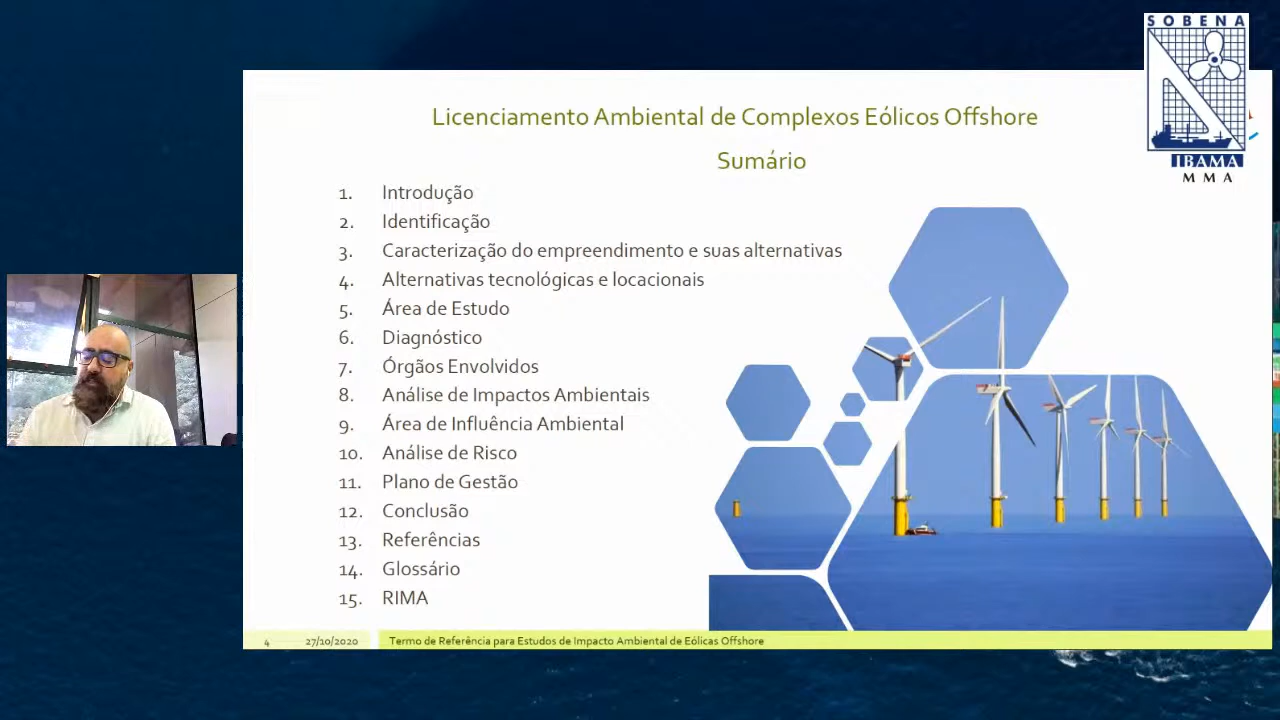 SOBENA
IBAMA
MMA
Licenciamento Ambiental de Complexos Eólicos Offshore
Sumário
1. Introdução
2. Identificação
3. Caracterização do empreendimento e suas alternativas
4. Alternativas tecnológicas e locacionais
5. Área de Estudo
6. Diagnóstico
7. Órgãos Envolvidos
8. Análise de Impactos Ambientais
9. Área de Influência Ambiental
10. Análise de Risco
11. Plano de Gestão
12. Conclusão
13. Referências
14. Glossário
15. RIMA
4 27/10/2020 Termo de Referência para Estudos de Impacto Ambiental de Eólicas Offshore